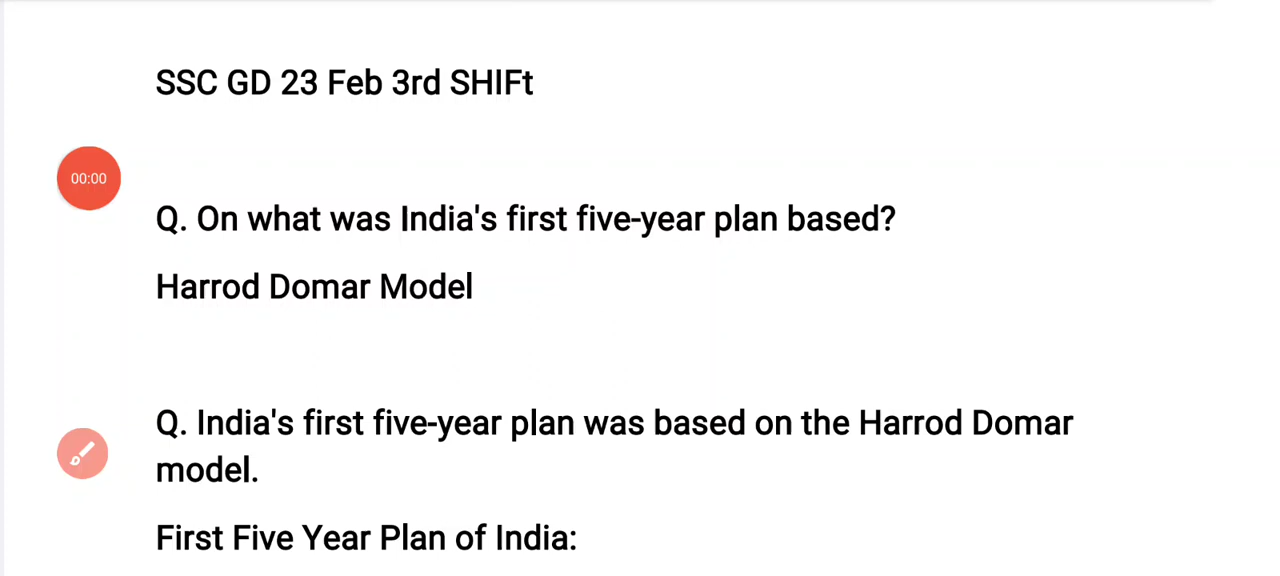 SSC GD 23 Feb 3rd SHIFt
00:00
Q. On what was India's first five-year plan based?
Harrod Domar Model
Q. India's first five-year plan was based on the Harrod Domar
model.
First Five Year Plan of India: